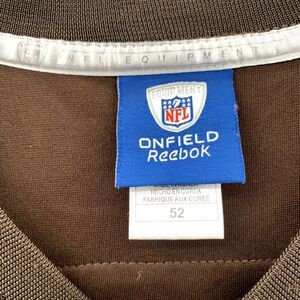 NFL EQUIPMENT
EQUIPMENT
NFL
ONFIELD
Reebok
HECHO EN COREA
FABRIQUE AUX COREE
52